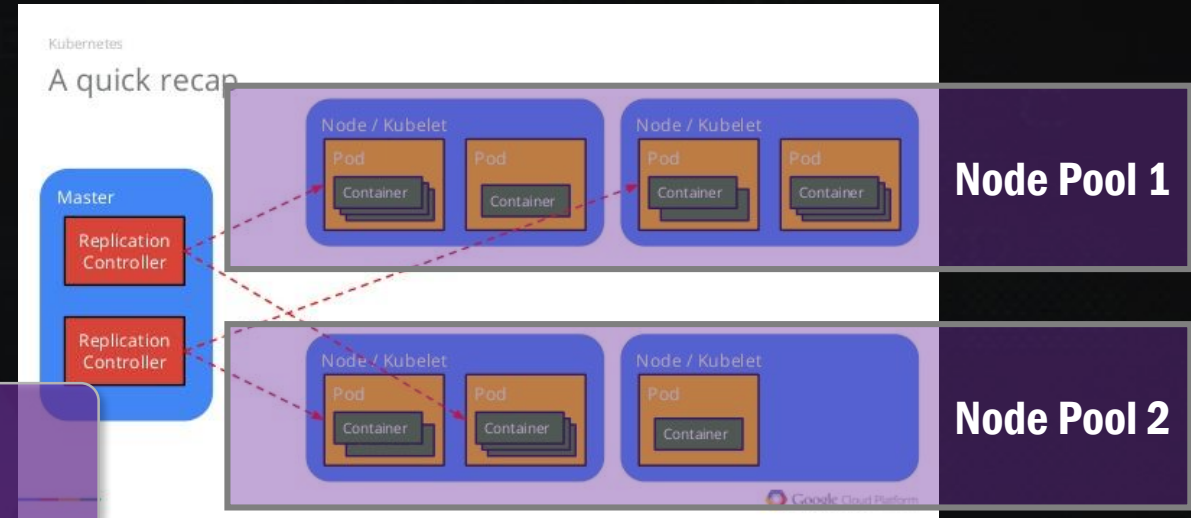 Kubernetes
A quick recap
Master
Replication
Controller
Replication
Controller
Node / Kubelet
Pod
Container
Pod
Container
Node / Kubelet
Pod
Container
Pod
Container
Node Pool 1
Node / Kubelet
Pod
Container
Pod
Container
Node / Kubelet
Pod
Container
Node Pool 2
Google Cloud Platform